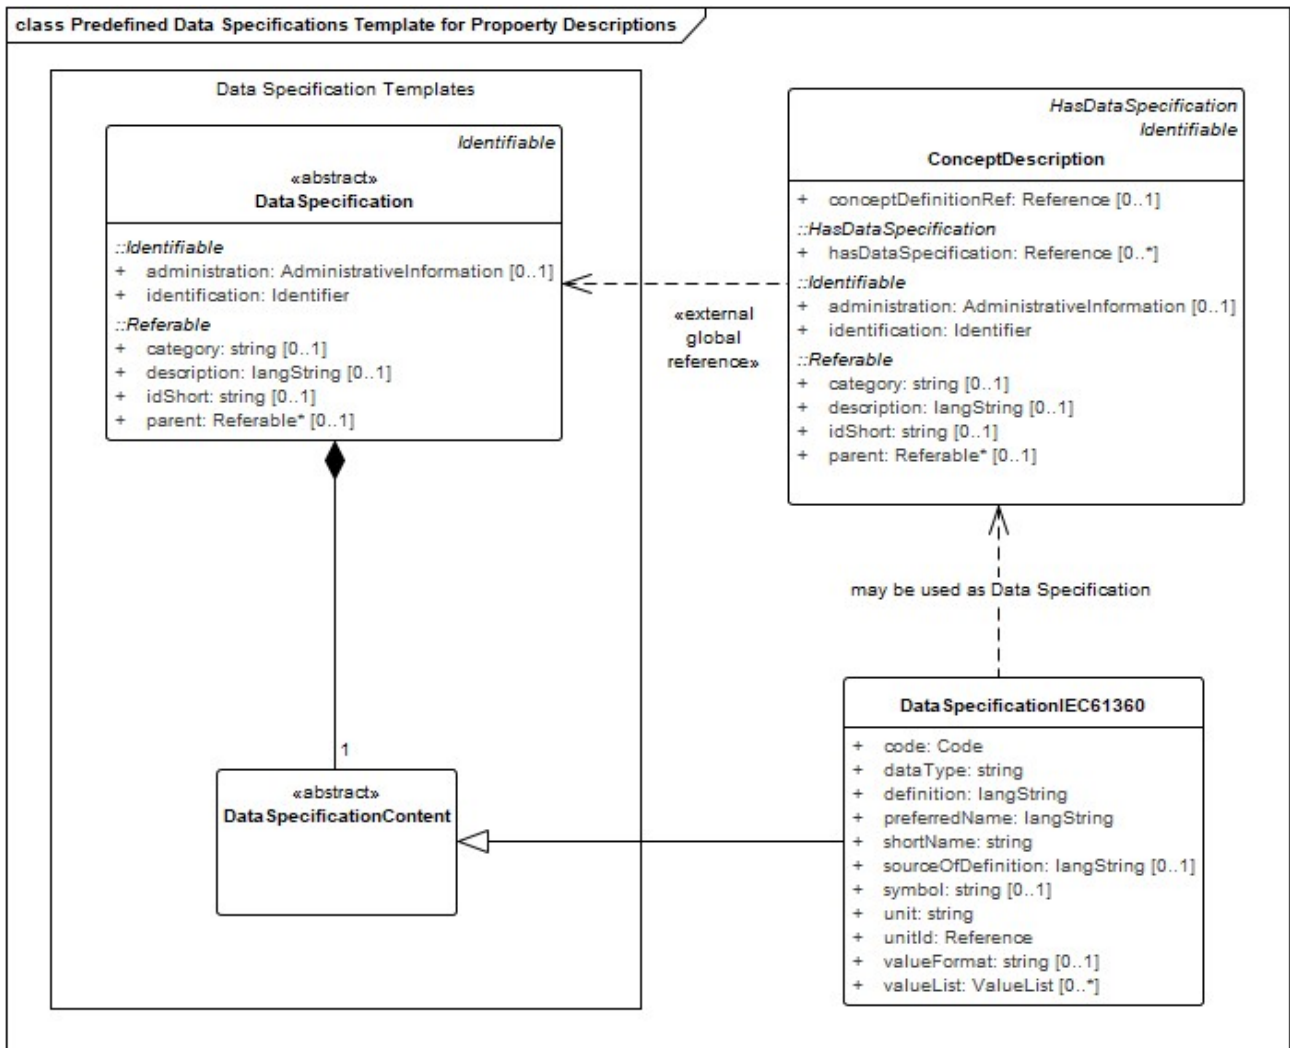 class Predefined Data Specifications Template for Propoerty Descriptions
Data Specification Templates
Identifiable
«abstract»
DataSpecification
::Identifiable
+ administration: AdministrativeInformation [0..1]
+ identification: Identifier
::Referable
+ category: string [0..1]
+ description: langString [0..1]
+ idShort: string [0..1]
+ parent: Referable* [0..1]
«external
global
reference»
HasDataSpecification
Identifiable
ConceptDescription
+ conceptDefinitionRef: Reference [0..1]
::HasDataSpecification
+ hasDataSpecification: Reference [0..*]
::Identifiable
+ administration: AdministrativeInformation [0..1]
+ identification: Identifier
::Referable
+ category: string [0..1]
+ description: langString [0..1]
+ idShort: string [0..1]
+ parent: Referable* [0..1]
may be used as Data Specification
1
«abstract»
DataSpecificationContent
DataSpecificationIEC61360
+ code: Code
+ dataType: string
+ definition: langString
+ preferredName: langString
+ shortName: string
+ sourceOfDefinition: langString [0..1]
+ symbol: string [0..1]
+ unit: string
+ unitId: Reference
+ valueFormat: string [0..1]
+ valueList: ValueList [0..*]